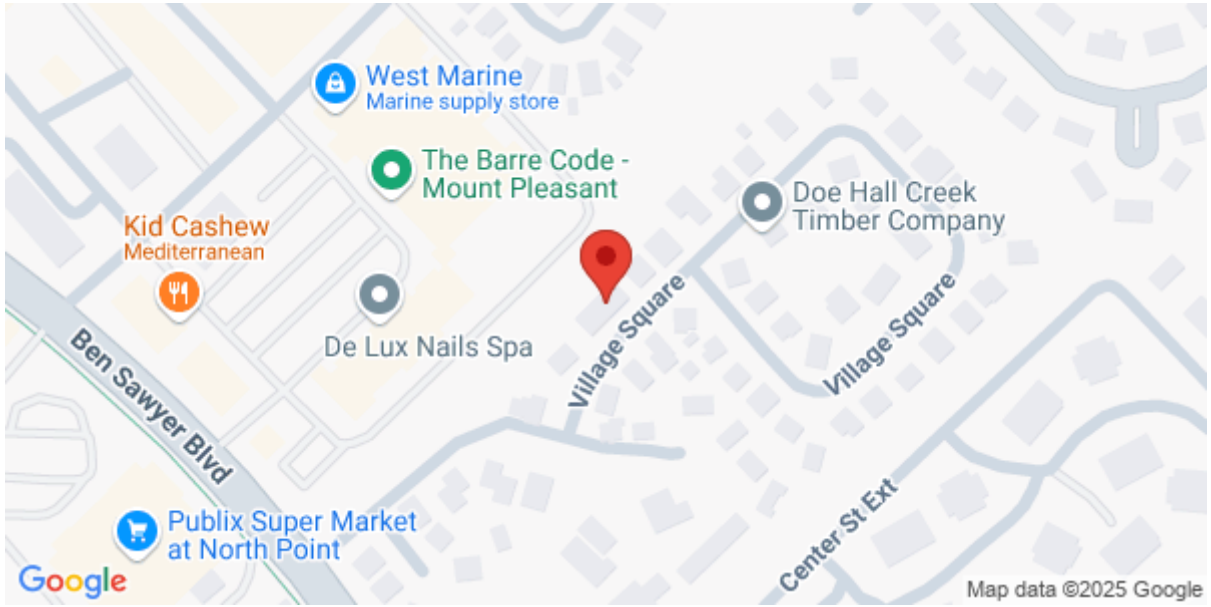 West Marine
Marine supply store
The Barre Code -
Mount Pleasant
Doe Hall Creek
Timber Company
Kid Cashew
Mediterranean
De Lux Nails Spa
Village Square
Village Square
Ben Sawyer Blvd
Publix Super Market
at North Point
Center St Ext
Google
Map data ©2025 Google